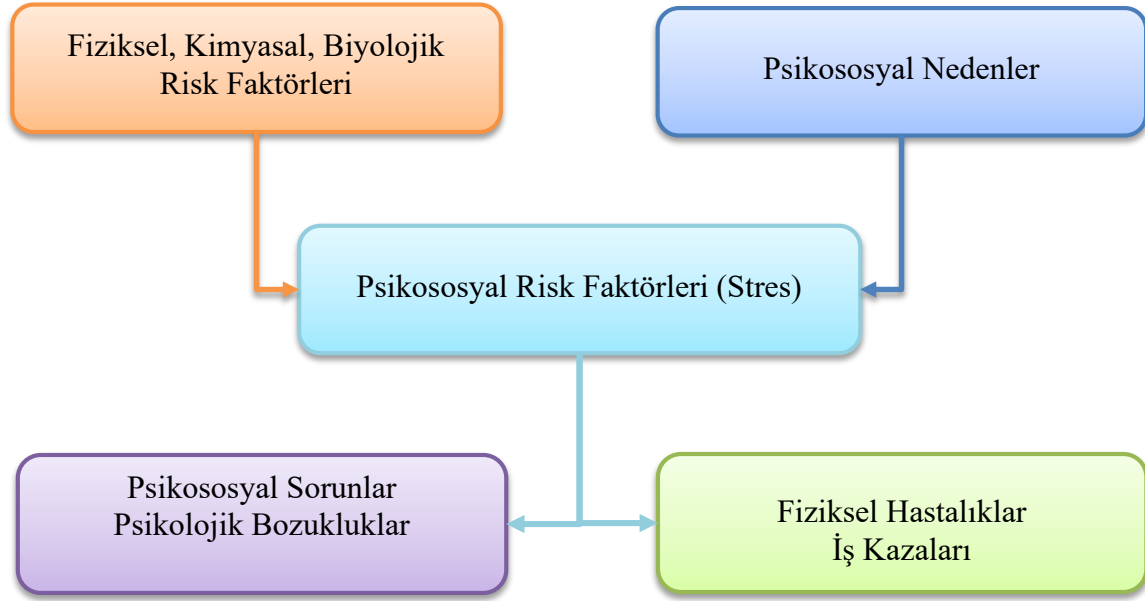 Fiziksel, Kimyasal, Biyolojik
Risk Faktörleri
Psikososyal Nedenler
Psikososyal Risk Faktörleri (Stres)
Psikososyal Sorunlar
Psikolojik Bozukluklar
Fiziksel Hastalıklar
İş Kazaları